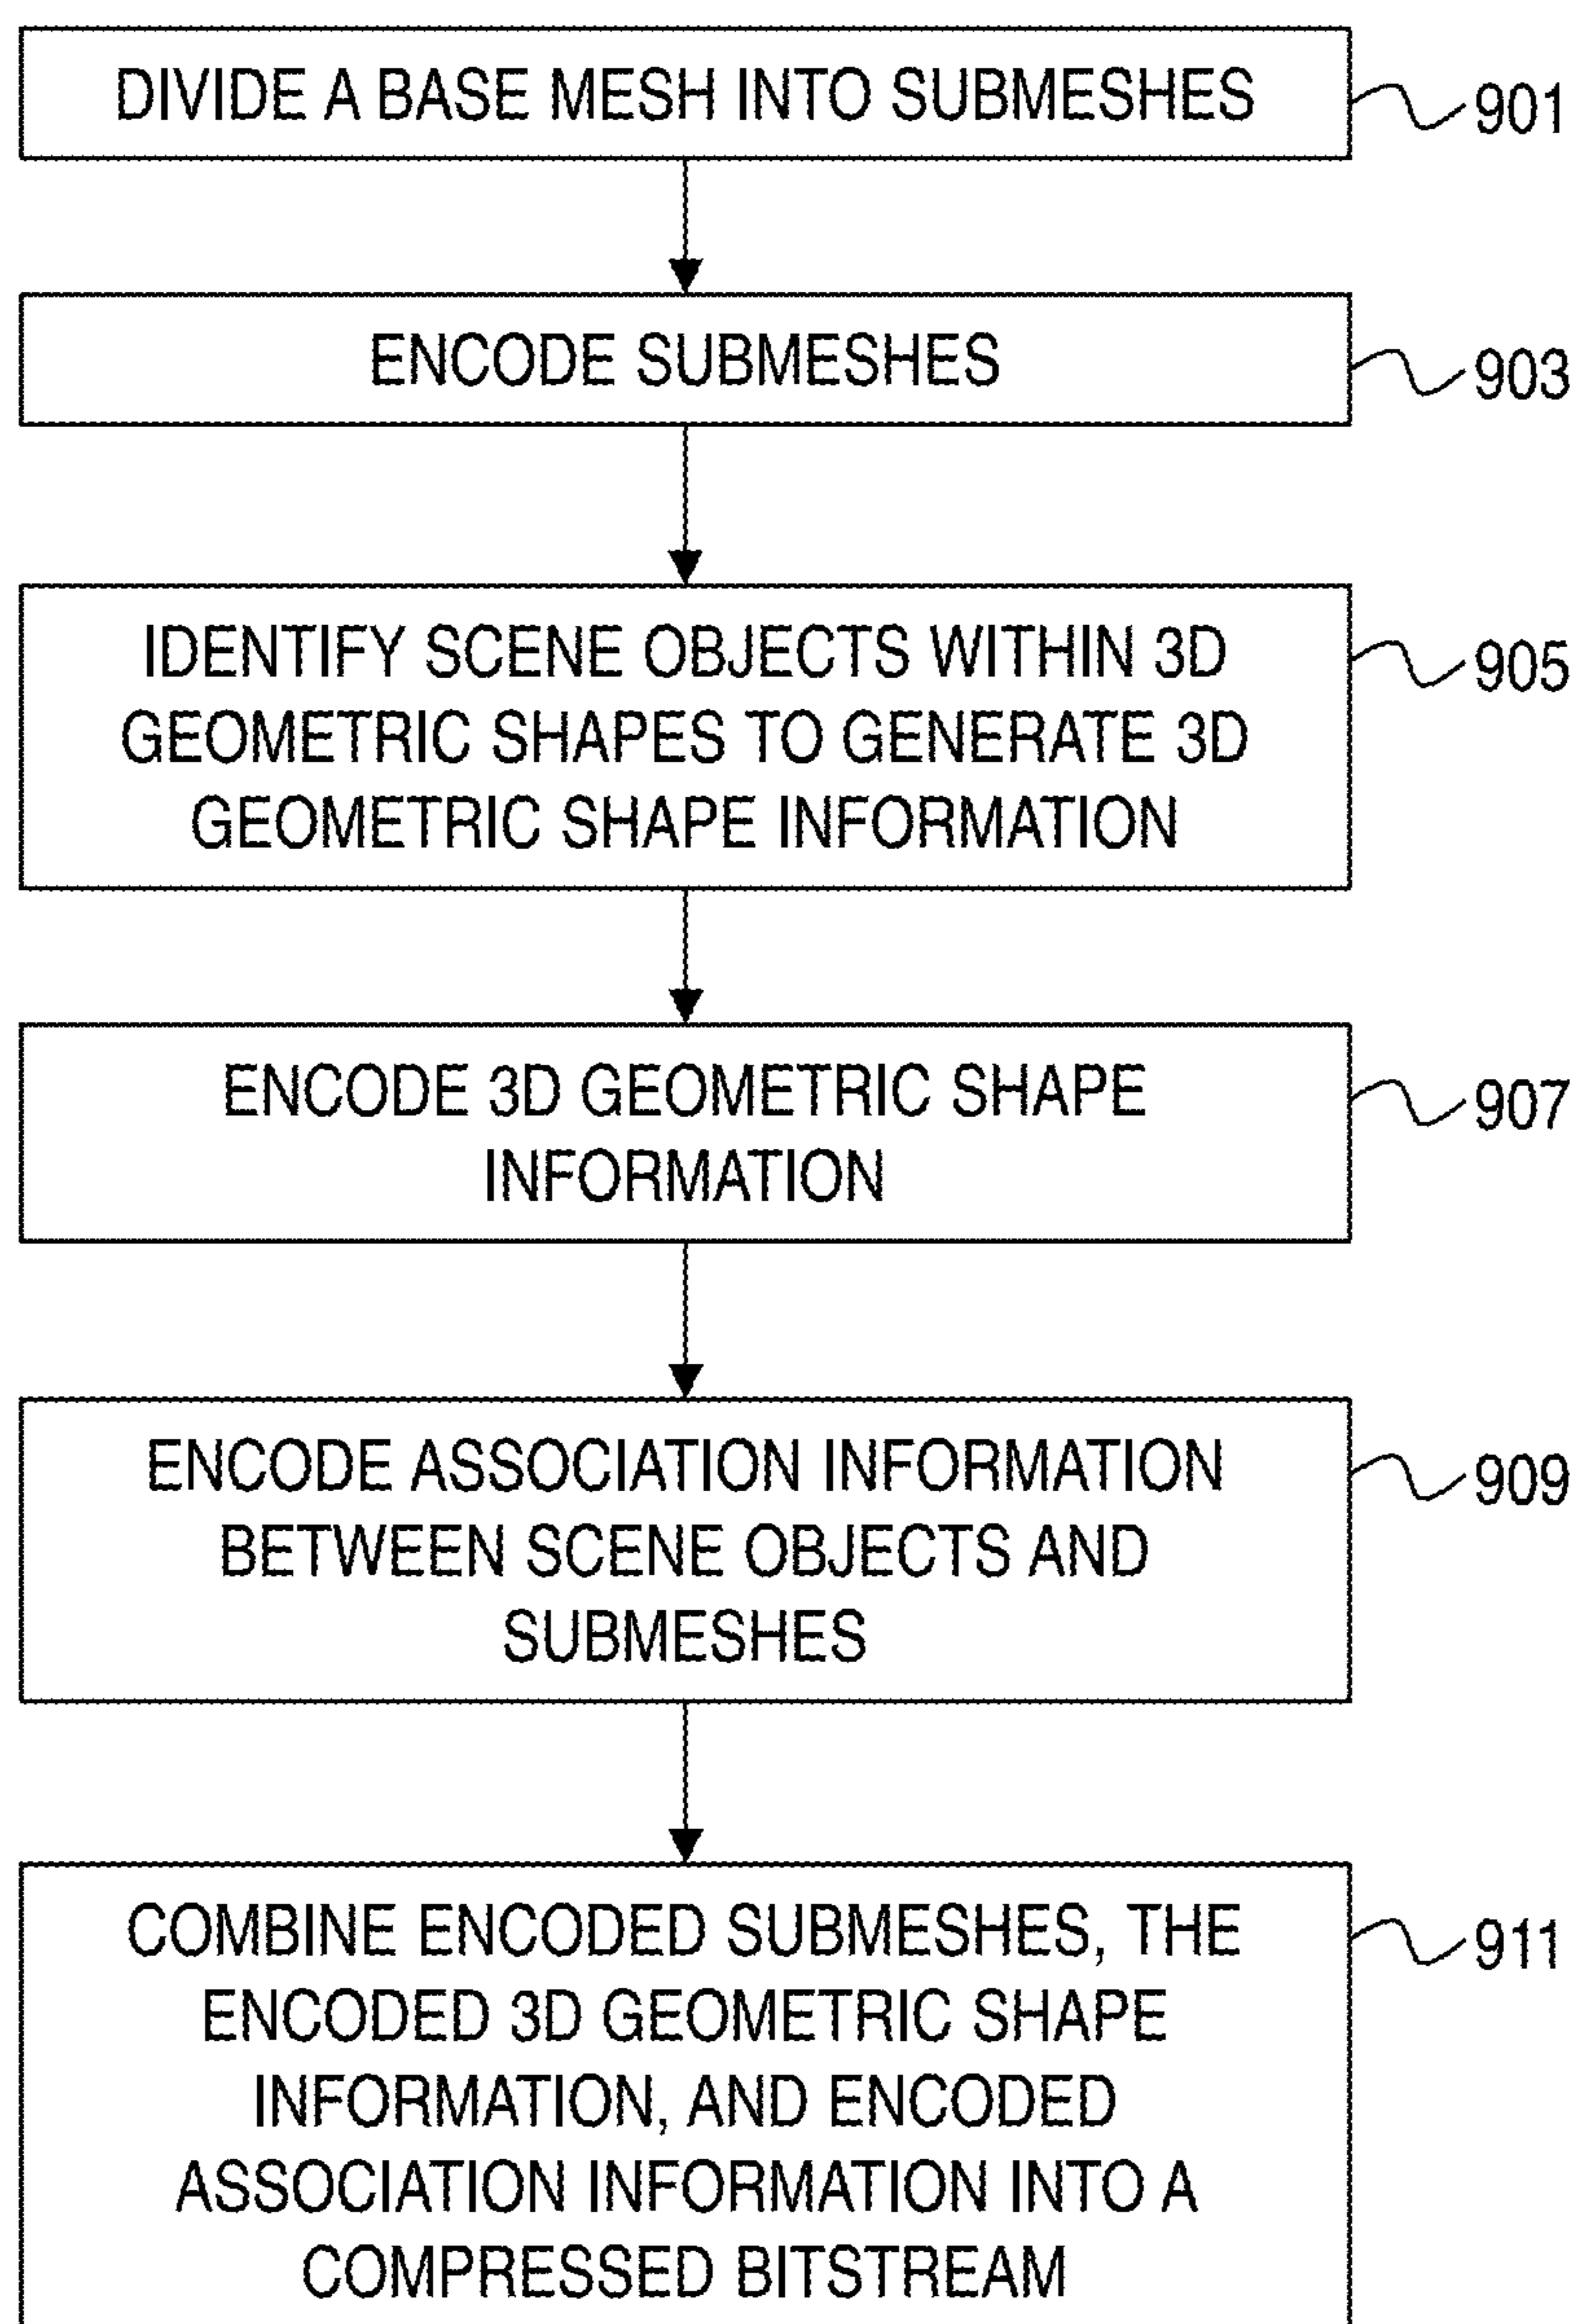 DIVIDE A BASE MESH INTO SUBMESHES
901
ENCODE SUBMESHES
903
IDENTIFY SCENE OBJECTS WITHIN 3D
GEOMETRIC SHAPES TO GENERATE 3D
GEOMETRIC SHAPE INFORMATION
905
ENCODE 3D GEOMETRIC SHAPE
INFORMATION
907
ENCODE ASSOCIATION INFORMATION
BETWEEN SCENE OBJECTS AND
SUBMESHES
909
COMBINE ENCODED SUBMESHES, THE
ENCODED 3D GEOMETRIC SHAPE
INFORMATION, AND ENCODED
ASSOCIATION INFORMATION INTO A
COMPRESSED BITSTREAM
911